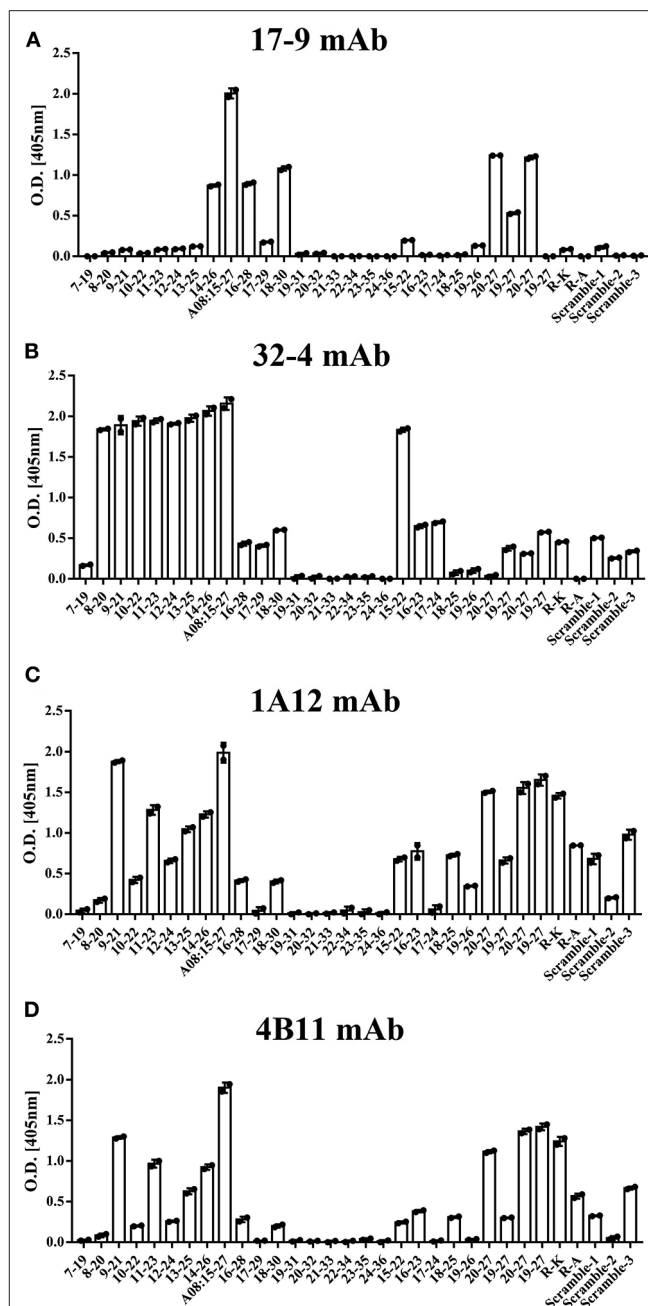 A
17-9 mAb
O.D. [405nm]
2.5
2.0
1.5
1.0
0.5
0.0
7-19 8-20 9-21 10-22 11-23 12-24 13-25 14-26 A08:15-27 16-28 17-29 18-30 19-31 20-32 21-33 22-34 23-35 24-36 15-22 16-23 17-24 18-25 19-26 20-27 19-27 20-27 19-27 R-K R-A Scramble-1 Scramble-2 Scramble-3
B
32-4 mAb
O.D. [405nm]
2.5
2.0
1.5
1.0
0.5
0.0
7-19 8-20 9-21 10-22 11-23 12-24 13-25 14-26 A08:15-27 16-28 17-29 18-30 19-31 20-32 21-33 22-34 23-35 24-36 15-22 16-23 17-24 18-25 19-26 20-27 19-27 20-27 19-27 R-K R-A Scramble-1 Scramble-2 Scramble-3
C
1A12 mAb
O.D. [405nm]
2.5
2.0
1.5
1.0
0.5
0.0
7-19 8-20 9-21 10-22 11-23 12-24 13-25 14-26 A08:15-27 16-28 17-29 18-30 19-31 20-32 21-33 22-34 23-35 24-36 15-22 16-23 17-24 18-25 19-26 20-27 19-27 20-27 19-27 R-K R-A Scramble-1 Scramble-2 Scramble-3
D
4B11 mAb
O.D. [405nm]
2.5
2.0
1.5
1.0
0.5
0.0
7-19 8-20 9-21 10-22 11-23 12-24 13-25 14-26 A08:15-27 16-28 17-29 18-30 19-31 20-32 21-33 22-34 23-35 24-36 15-22 16-23 17-24 18-25 19-26 20-27 19-27 20-27 19-27 R-K R-A Scramble-1 Scramble-2 Scramble-3